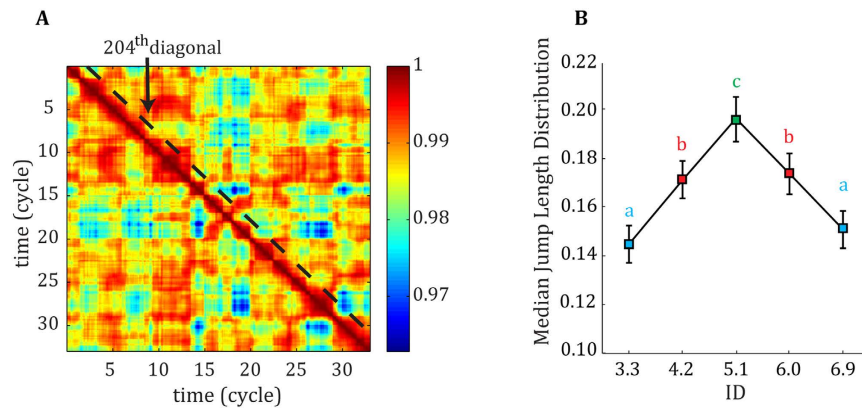 A
204th diagonal
5
10
15
20
25
30
time (cycle)
5 10 15 20 25 30
time (cycle)
1
0.99
0.98
0.97
B
Median Jump Length Distribution
0.22
0.20
0.18
0.16
0.14
0.12
0.10
a
b
c
b
a
3.3 4.2 5.1 6.0 6.9
ID